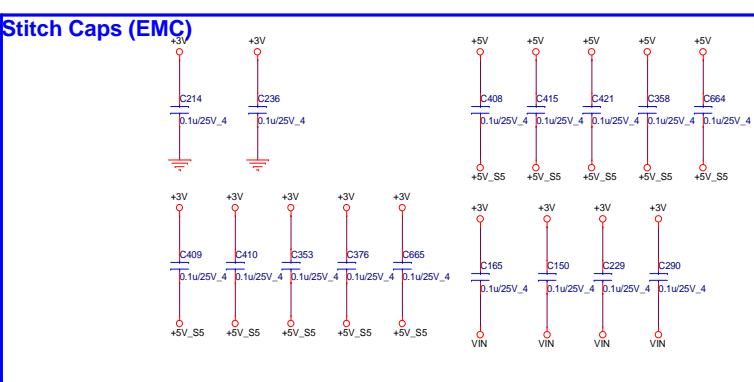 Stitch Caps (EMC)
+3V +3V
C214 C236
0.1u/25V_4 0.1u/25V_4
+5V +5V +5V +5V +5V
C408 C415 C421 C358 C664
0.1u/25V_4 0.1u/25V_4 0.1u/25V_4 0.1u/25V_4 0.1u/25V_4
+5V_S5 +5V_S5 +5V_S5 +5V_S5 +5V_S5
+3V +3V +3V +3V +3V
C409 C410 C353 C376 C665
0.1u/25V_4 0.1u/25V_4 0.1u/25V_4 0.1u/25V_4 0.1u/25V_4
+5V_S5 +5V_S5 +5V_S5 +5V_S5 +5V_S5
+3V +3V +3V +3V
C165 C150 C229 C290
0.1u/25V_4 0.1u/25V_4 0.1u/25V_4 0.1u/25V_4
VIN VIN VIN VIN